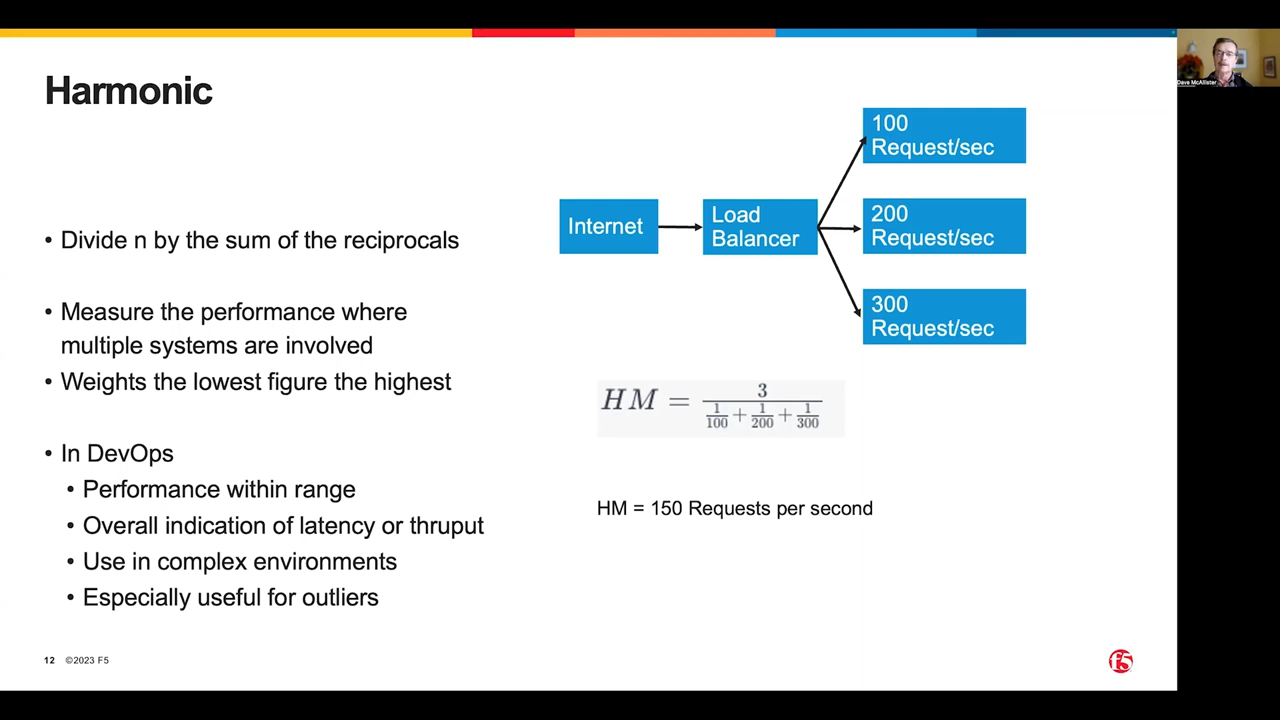 Harmonic
• Divide n by the sum of the reciprocals
• Measure the performance where
multiple systems are involved
• Weights the lowest figure the highest
• In DevOps
• Performance within range
• Overall indication of latency or thruput
• Use in complex environments
• Especially useful for outliers
Internet
Load
Balancer
100
Request/sec
200
Request/sec
300
Request/sec
HM = 3 / (1/100 + 1/200 + 1/300)
HM = 150 Requests per second
12 ©2023 F5
f5
Dave McAllister